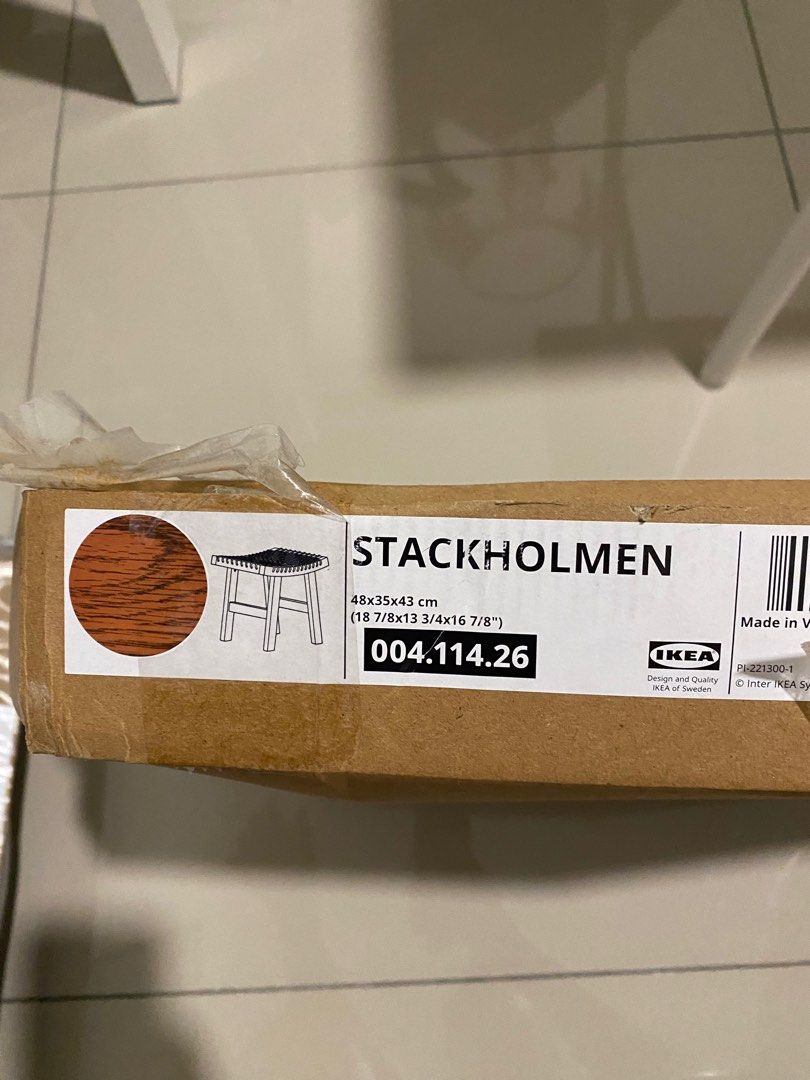 STACKHOLMEN
48x35x43 cm
(18 7/8x13 3/4x16 7/8")
004.114.26
IKEA
Design and Quality
IKEA of Sweden
Made in
PI-221300-1
© Inter IKEA